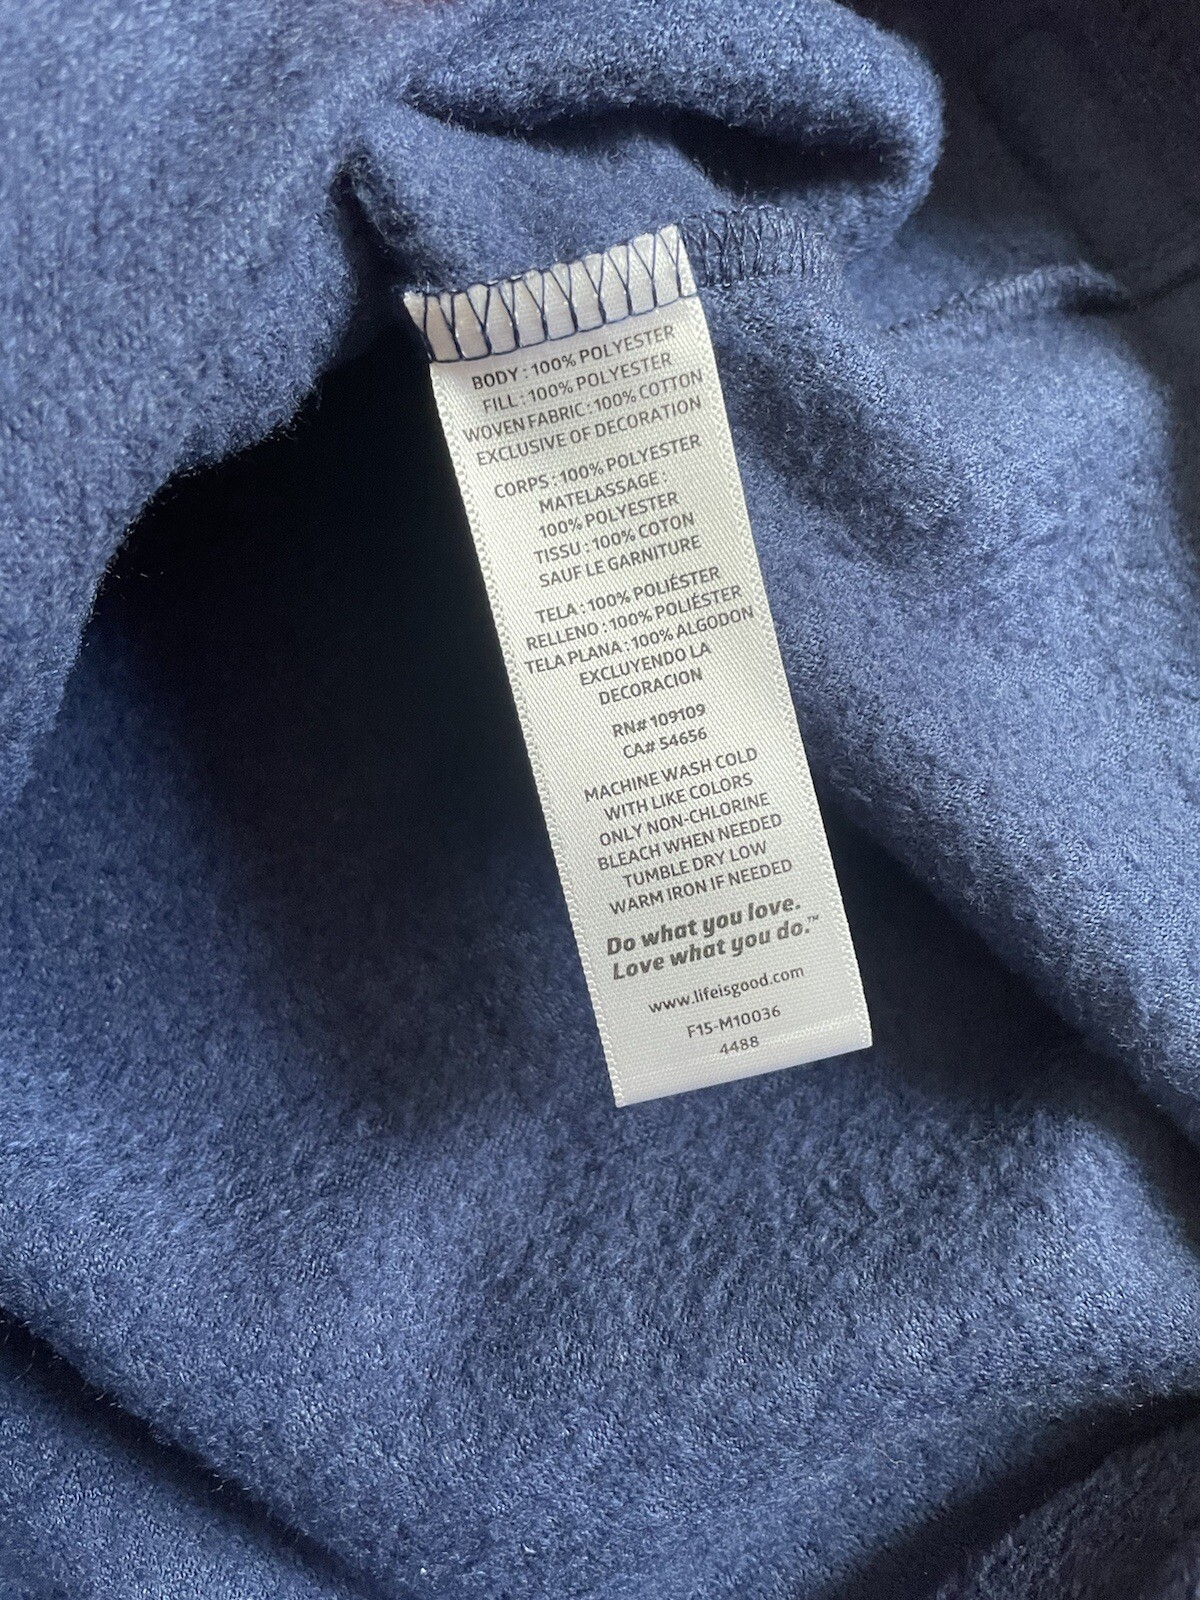 BODY : 100% POLYESTER
FILL : 100% POLYESTER
WOVEN FABRIC : 100% COTTON
EXCLUSIVE OF DECORATION
CORPS : 100% POLYESTER
MATELASSAGE :
100% POLYESTER
TISSU : 100% COTON
SAUF LE GARNITURE
TELA : 100% POLIÉSTER
RELLENO : 100% POLIÉSTER
TELA PLANA : 100% ALGODON
EXCLUYENDO LA
DECORACION
RN# 109109
CA# 54656
MACHINE WASH COLD
WITH LIKE COLORS
ONLY NON-CHLORINE
BLEACH WHEN NEEDED
TUMBLE DRY LOW
WARM IRON IF NEEDED
Do what you love.
Love what you do.™
www.lifeisgood.com
F15-M10036
4488